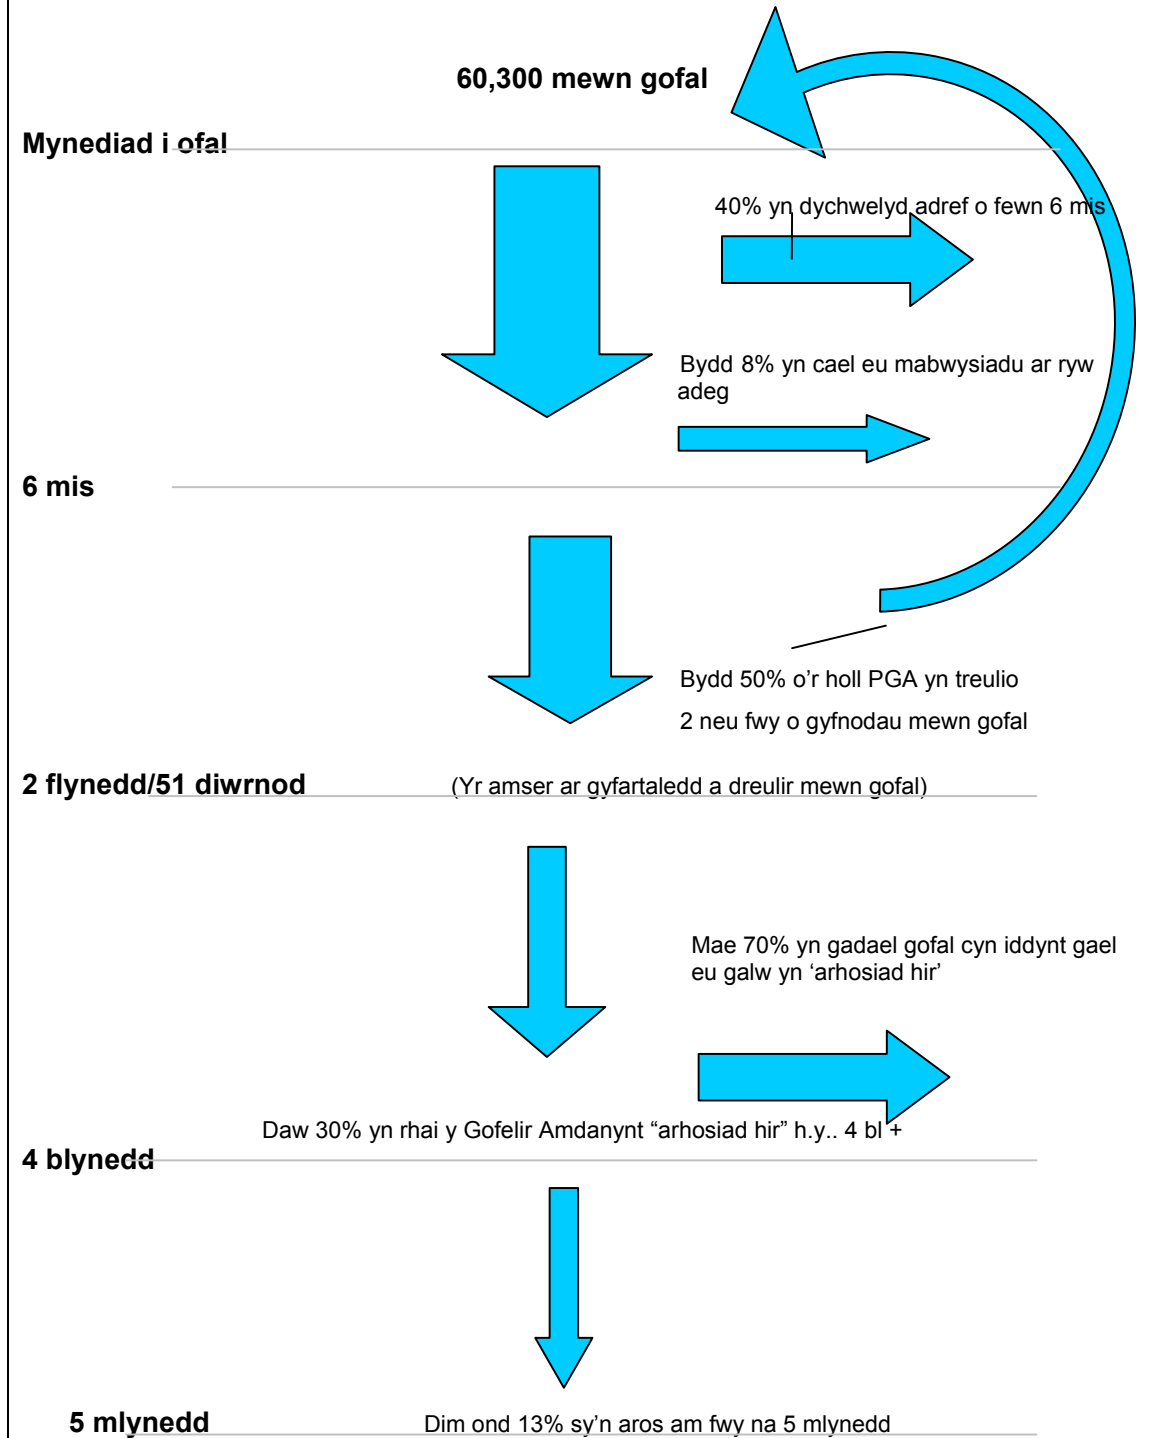 60,300 mewn gofal
Mynediad i ofal
40% yn dychwelyd adref o fewn 6 mis
Bydd 8% yn cael eu mabwysiadu ar ryw
adeg
6 mis
Bydd 50% o'r holl PGA yn treulio
2 neu fwy o gyfnodau mewn gofal
2 flynedd/51 diwrnod (Yr amser ar gyfartaledd a dreulir mewn gofal)
Mae 70% yn gadael gofal cyn iddynt gael
eu galw yn ‘arhosiad hir’
Daw 30% yn rhai y Gofelir Amdanynt “arhosiad hir” h.y.. 4 bl +
4 blynedd
5 mlynedd Dim ond 13% sy'n aros am fwy na 5 mlynedd